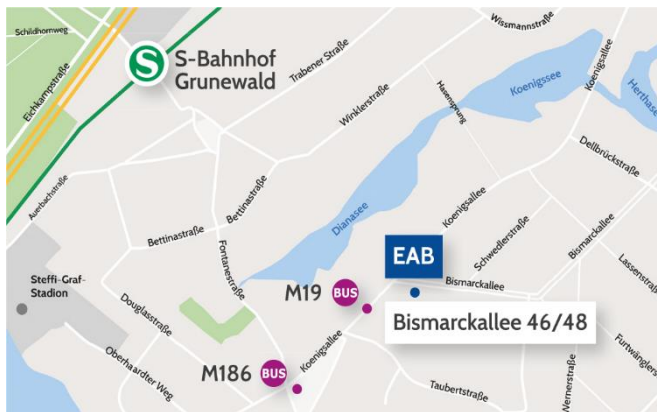 Schildhornweg
Eichkampstraße
S
S-Bahnhof
Grunewald
Trabener Straße
Wissmannstraße
Koenigsallee
Koenigssee
Herthasee
Winklerstraße
Hasensprung
Dellbrückstraße
Auerbachstraße
Bettinastraße
Bettinastraße
Dianasee
Koenigsallee
Schwedlerstraße
Bismarckallee
Lassenstraße
Fontanestraße
EAB
Bismarckallee
Steffi-Graf-
Stadion
M19
BUS
Bismarckallee 46/48
Douglasstraße
Oberhaardter Weg
Koenigsallee
M186
BUS
Taubertstraße
Wernerstraße